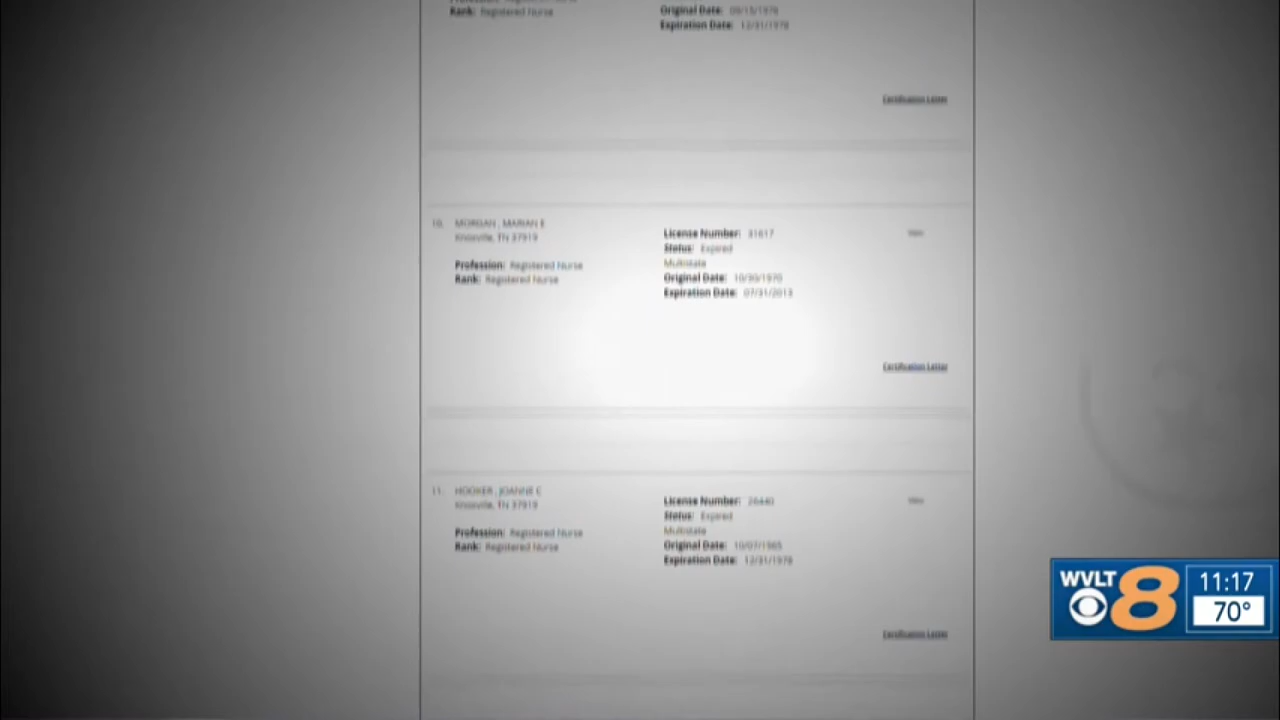 Rank: Registered Nurse
Original Date: 09/15/1976
Expiration Date: 12/31/1978
Certification Letter
10. MORGAN, MARIAN E
Knoxville, TN 37919
Profession: Registered Nurse
Rank: Registered Nurse
License Number: 31617
Status: Expired
Multistate
Original Date: 10/30/1970
Expiration Date: 07/31/2013
Certification Letter
11. HOOKER, JOANNE C
Knoxville, TN 37919
Profession: Registered Nurse
Rank: Registered Nurse
License Number: 26440
Status: Expired
Multistate
Original Date: 10/07/1965
Expiration Date: 12/31/1978
Certification Letter
WVLT 8
11:17
70°